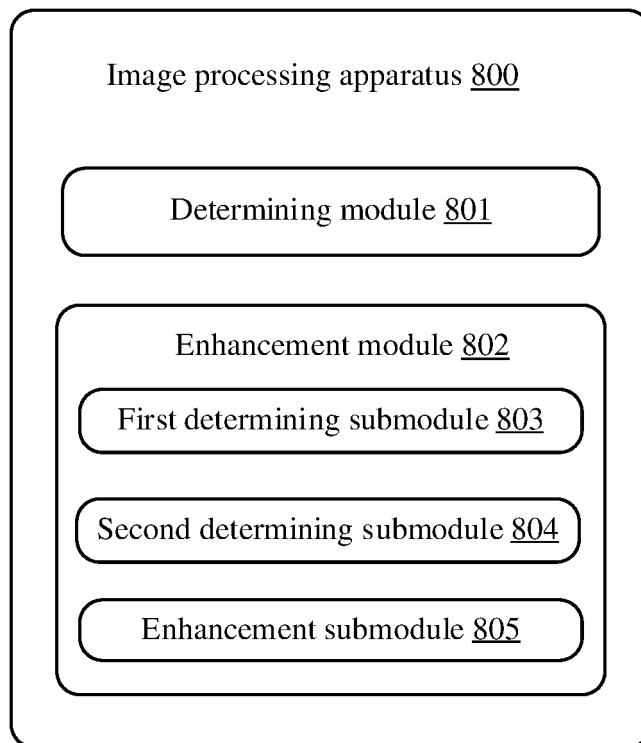 Image processing apparatus 800
Determining module 801
Enhancement module 802
First determining submodule 803
Second determining submodule 804
Enhancement submodule 805